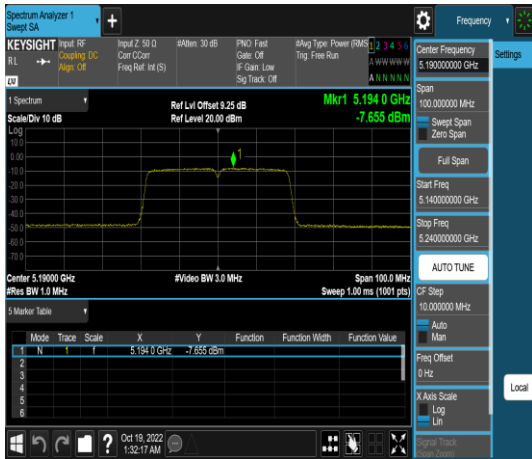 Spectrum Analyzer 1
Swept SA
Frequency
KEYSIGHT
Input: RF
Input Z: 50 Ω
#Atten: 30 dB
PNO: Fast
#Avg Type: Power (RMS
1 2 3 4 5 6
RL
Coupling: DC
Corr CCorr
Gate: Off
Trig: Free Run
A W W W W W
Align: Off
Freq Ref: Int (S)
IF Gain: Low
A N N N N N
Sig Track: Off
LXI
1 Spectrum
Ref Lvl Offset 9.25 dB
Mkr1 5.194 0 GHz
Scale/Div 10 dB
Ref Level 20.00 dBm
-7.655 dBm
Log
10.0
0.00
-10.0
-20.0
-30.0
-40.0
-50.0
-60.0
-70.0
1
Center 5.19000 GHz
#Video BW 3.0 MHz
Span 100.0 MHz
#Res BW 1.0 MHz
Sweep 1.00 ms (1001 pts)
5 Marker Table
Mode Trace Scale X Y Function Function Width Function Value
1 N 1 f 5.194 0 GHz -7.655 dBm
2
3
4
5
6
?
Oct 19, 2022
1:32:17 AM
Center Frequency
5.190000000 GHz
Span
100.000000 MHz
Swept Span
Zero Span
Full Span
Start Freq
5.140000000 GHz
Stop Freq
5.240000000 GHz
AUTO TUNE
CF Step
10.000000 MHz
Auto
Man
Freq Offset
0 Hz
X Axis Scale
Log
Lin
Signal Track
(Span Zoom)
Settings
Local